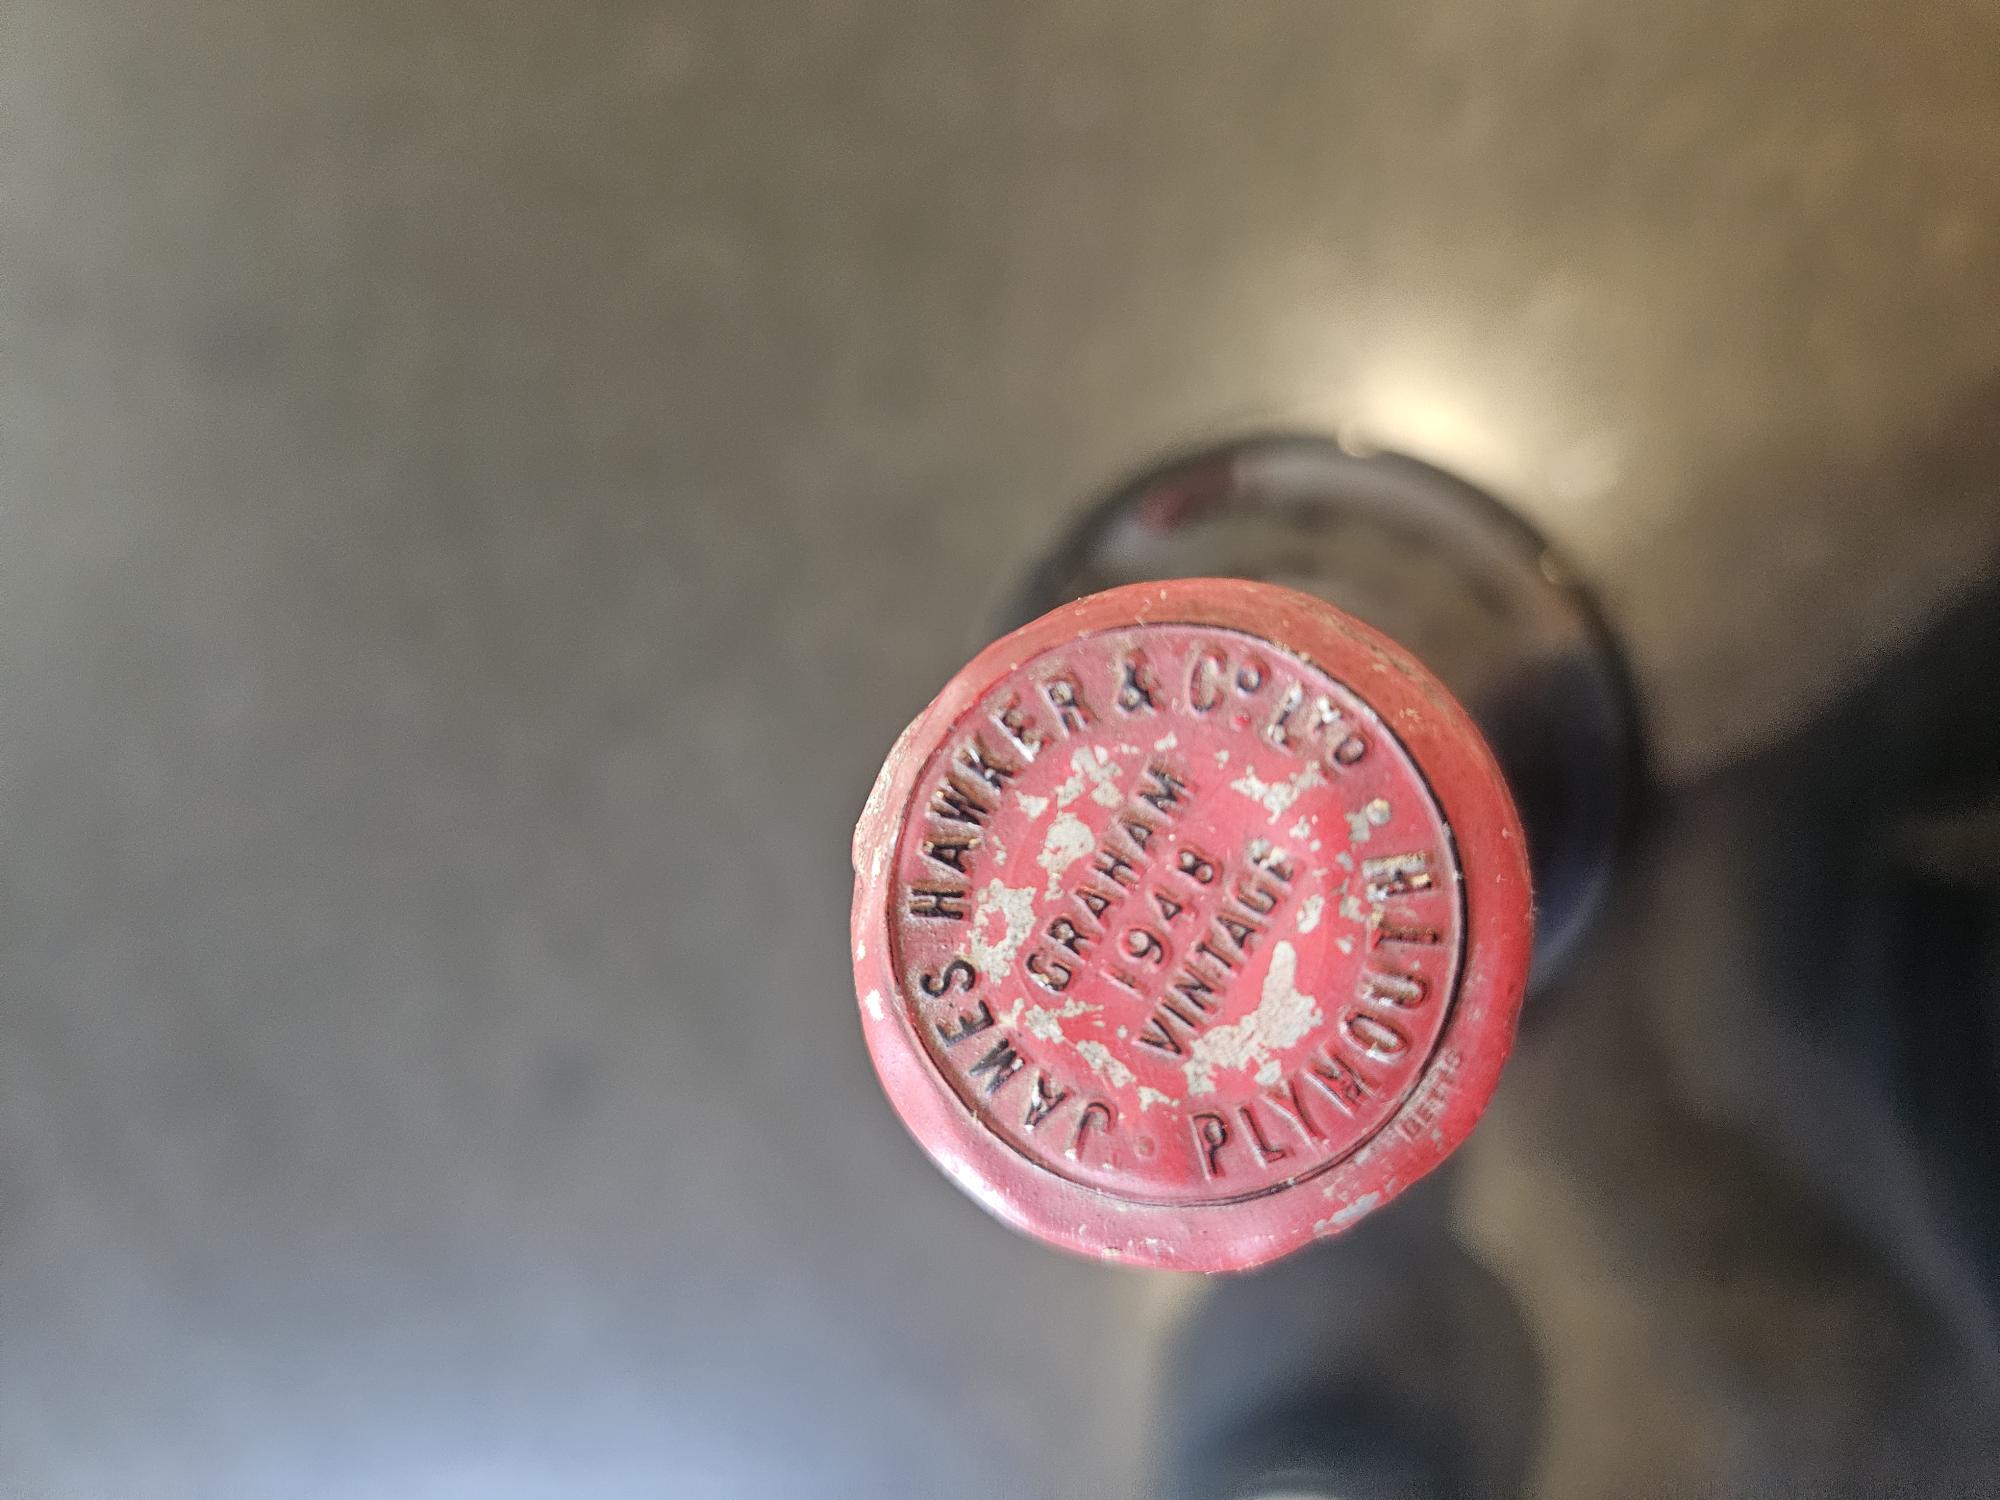 JAMES HAWKER & Co. LTD • PLYMOUTH •
GRAHAM
1948
VINTAGE